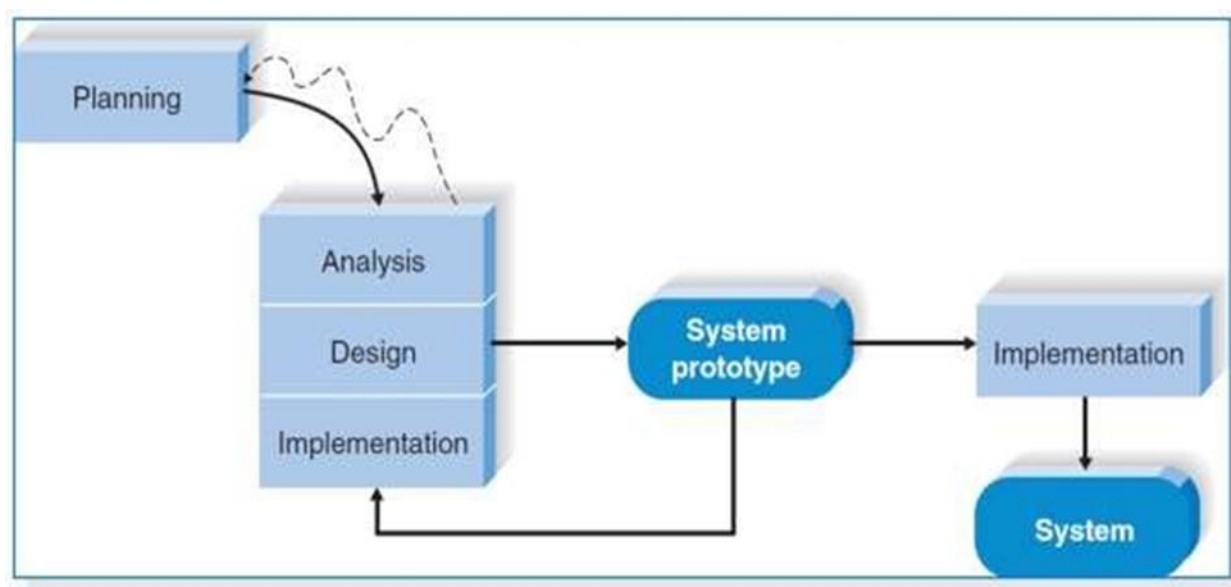 Planning
Analysis
Design
Implementation
System
prototype
Implementation
System